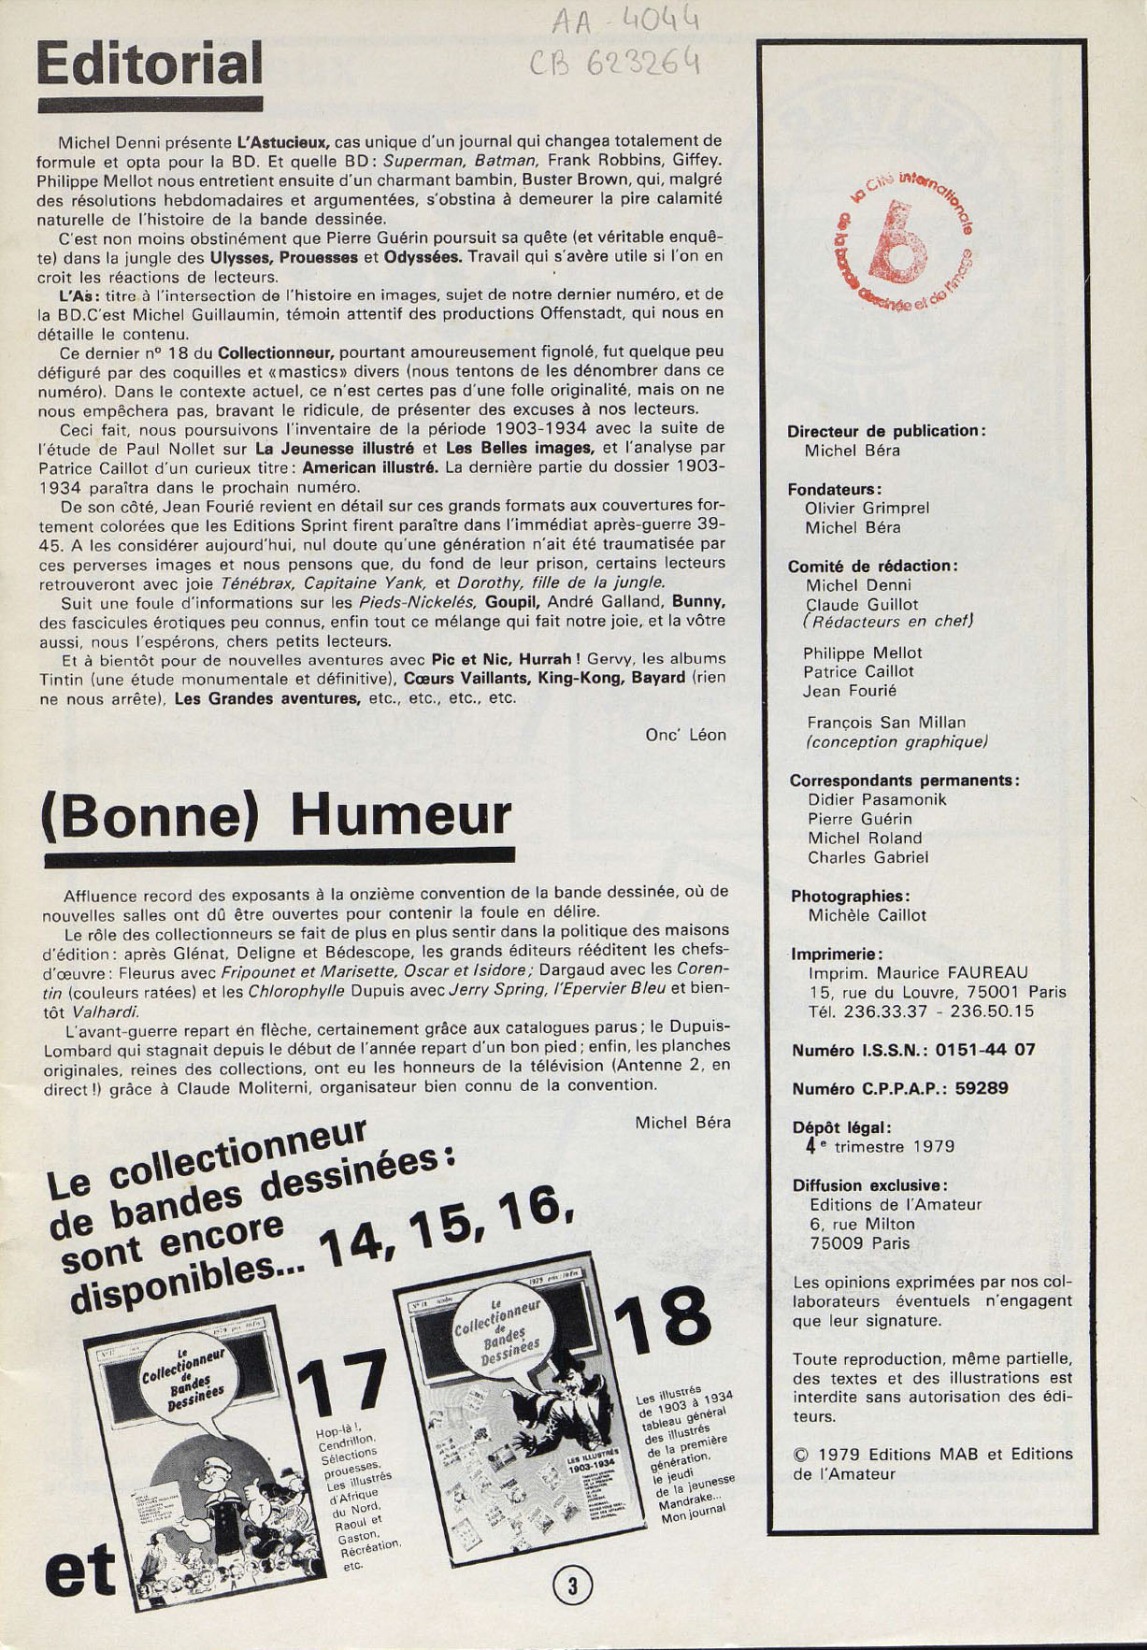 AA - 4044
CB 623264
Editorial
Michel Denni présente L'Astucieux, cas unique d'un journal qui changea totalement de
formule et opta pour la BD. Et quelle BD : Superman, Batman, Frank Robbins, Giffey.
Philippe Mellot nous entretient ensuite d'un charmant bambin, Buster Brown, qui, malgré
des résolutions hebdomadaires et argumentées, s'obstina à demeurer la pire calamité
naturelle de l'histoire de la bande dessinée.
C'est non moins obstinément que Pierre Guérin poursuit sa quête (et véritable enquê-
te) dans la jungle des Ulysses, Prouesses et Odyssées. Travail qui s'avère utile si l'on en
croit les réactions de lecteurs.
L'As : titre à l'intersection de l'histoire en images, sujet de notre dernier numéro, et de
la BD.C'est Michel Guillaumin, témoin attentif des productions Offenstadt, qui nous en
détaille le contenu.
Ce dernier nº 18 du Collectionneur, pourtant amoureusement fignolé, fut quelque peu
défiguré par des coquilles et «mastics» divers (nous tentons de les dénombrer dans ce
numéro). Dans le contexte actuel, ce n'est certes pas d'une folle originalité, mais on ne
nous empêchera pas, bravant le ridicule, de présenter des excuses à nos lecteurs.
Ceci fait, nous poursuivons l'inventaire de la période 1903-1934 avec la suite de
l'étude de Paul Nollet sur La Jeunesse illustré et Les Belles images, et l'analyse par
Patrice Caillot d'un curieux titre : American illustré. La dernière partie du dossier 1903-
1934 paraîtra dans le prochain numéro.
De son côté, Jean Fourié revient en détail sur ces grands formats aux couvertures for-
tement colorées que les Editions Sprint firent paraître dans l'immédiat après-guerre 39-
45. A les considérer aujourd'hui, nul doute qu'une génération n'ait été traumatisée par
ces perverses images et nous pensons que, du fond de leur prison, certains lecteurs
retrouveront avec joie Ténébrax, Capitaine Yank, et Dorothy, fille de la jungle.
Suit une foule d'informations sur les Pieds-Nickelés, Goupil, André Galland, Bunny,
des fascicules érotiques peu connus, enfin tout ce mélange qui fait notre joie, et la vôtre
aussi, nous l'espérons, chers petits lecteurs.
Et à bientôt pour de nouvelles aventures avec Pic et Nic, Hurrah ! Gervy, les albums
Tintin (une étude monumentale et définitive), Cœurs Vaillants, King-Kong, Bayard (rien
ne nous arrête), Les Grandes aventures, etc., etc., etc., etc.
Onc' Léon
(Bonne) Humeur
Affluence record des exposants à la onzième convention de la bande dessinée, où de
nouvelles salles ont dû être ouvertes pour contenir la foule en délire.
Le rôle des collectionneurs se fait de plus en plus sentir dans la politique des maisons
d'édition : après Glénat, Deligne et Bédescope, les grands éditeurs rééditent les chefs-
d'œuvre : Fleurus avec Fripounet et Marisette, Oscar et Isidore ; Dargaud avec les Coren-
tin (couleurs ratées) et les Chlorophylle Dupuis avec Jerry Spring, l'Epervier Bleu et bien-
tôt Valhardi.
L'avant-guerre repart en flèche, certainement grâce aux catalogues parus ; le Dupuis-
Lombard qui stagnait depuis le début de l'année repart d'un bon pied ; enfin, les planches
originales, reines des collections, ont eu les honneurs de la télévision (Antenne 2, en
direct !) grâce à Claude Moliterni, organisateur bien connu de la convention.
Michel Béra
Le collectionneur
de bandes dessinées :
sont encore
disponibles... 14, 15, 16,
et
Le
Collectionneur
de
Bandes
Dessinées
17
Hop-là !,
Cendrillon,
Sélections
prouesses,
Les illustrés
d'Afrique
du Nord,
Raoul et
Gaston,
Récréation,
etc.
Le
Collectionneur
de
Bandes
Dessinées
LES ILLUSTRÉS
1903-1934
18
Les illustrés
de 1903 à 1934
tableau général
des illustrés
de la première
génération,
le jeudi
de la jeunesse
Mandrake...
Mon journal
3
la Cité internationale
de la bande dessinée et de l'image
b
Directeur de publication :
Michel Béra
Fondateurs :
Olivier Grimprel
Michel Béra
Comité de rédaction :
Michel Denni
Claude Guillot
(Rédacteurs en chef)
Philippe Mellot
Patrice Caillot
Jean Fourié
François San Millan
(conception graphique)
Correspondants permanents :
Didier Pasamonik
Pierre Guérin
Michel Roland
Charles Gabriel
Photographies :
Michèle Caillot
Imprimerie :
Imprim. Maurice FAUREAU
15, rue du Louvre, 75001 Paris
Tél. 236.33.37 - 236.50.15
Numéro I.S.S.N. : 0151-44 07
Numéro C.P.P.A.P. : 59289
Dépôt légal :
4e trimestre 1979
Diffusion exclusive :
Editions de l'Amateur
6, rue Milton
75009 Paris
Les opinions exprimées par nos col-
laborateurs éventuels n'engagent
que leur signature.
Toute reproduction, même partielle,
des textes et des illustrations est
interdite sans autorisation des édi-
teurs.
© 1979 Editions MAB et Editions
de l'Amateur